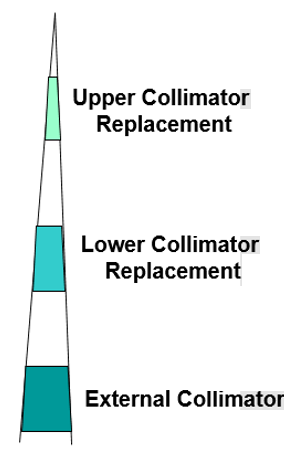 Upper Collimator
Replacement
Lower Collimator
Replacement
External Collimator